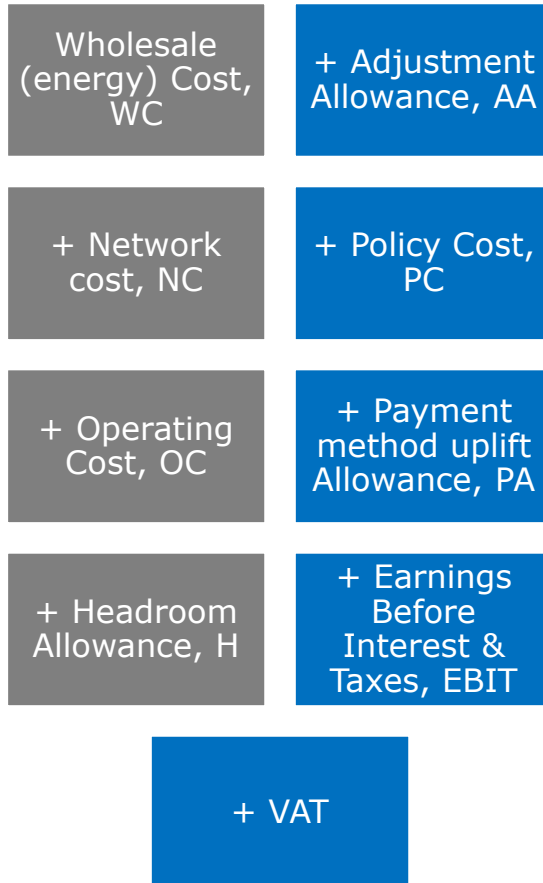 Wholesale
(energy) Cost,
WC
+ Adjustment
Allowance, AA
+ Network
cost, NC
+ Policy Cost,
PC
+ Operating
Cost, OC
+ Payment
method uplift
Allowance, PA
+ Headroom
Allowance, H
+ Earnings
Before
Interest &
Taxes, EBIT
+ VAT